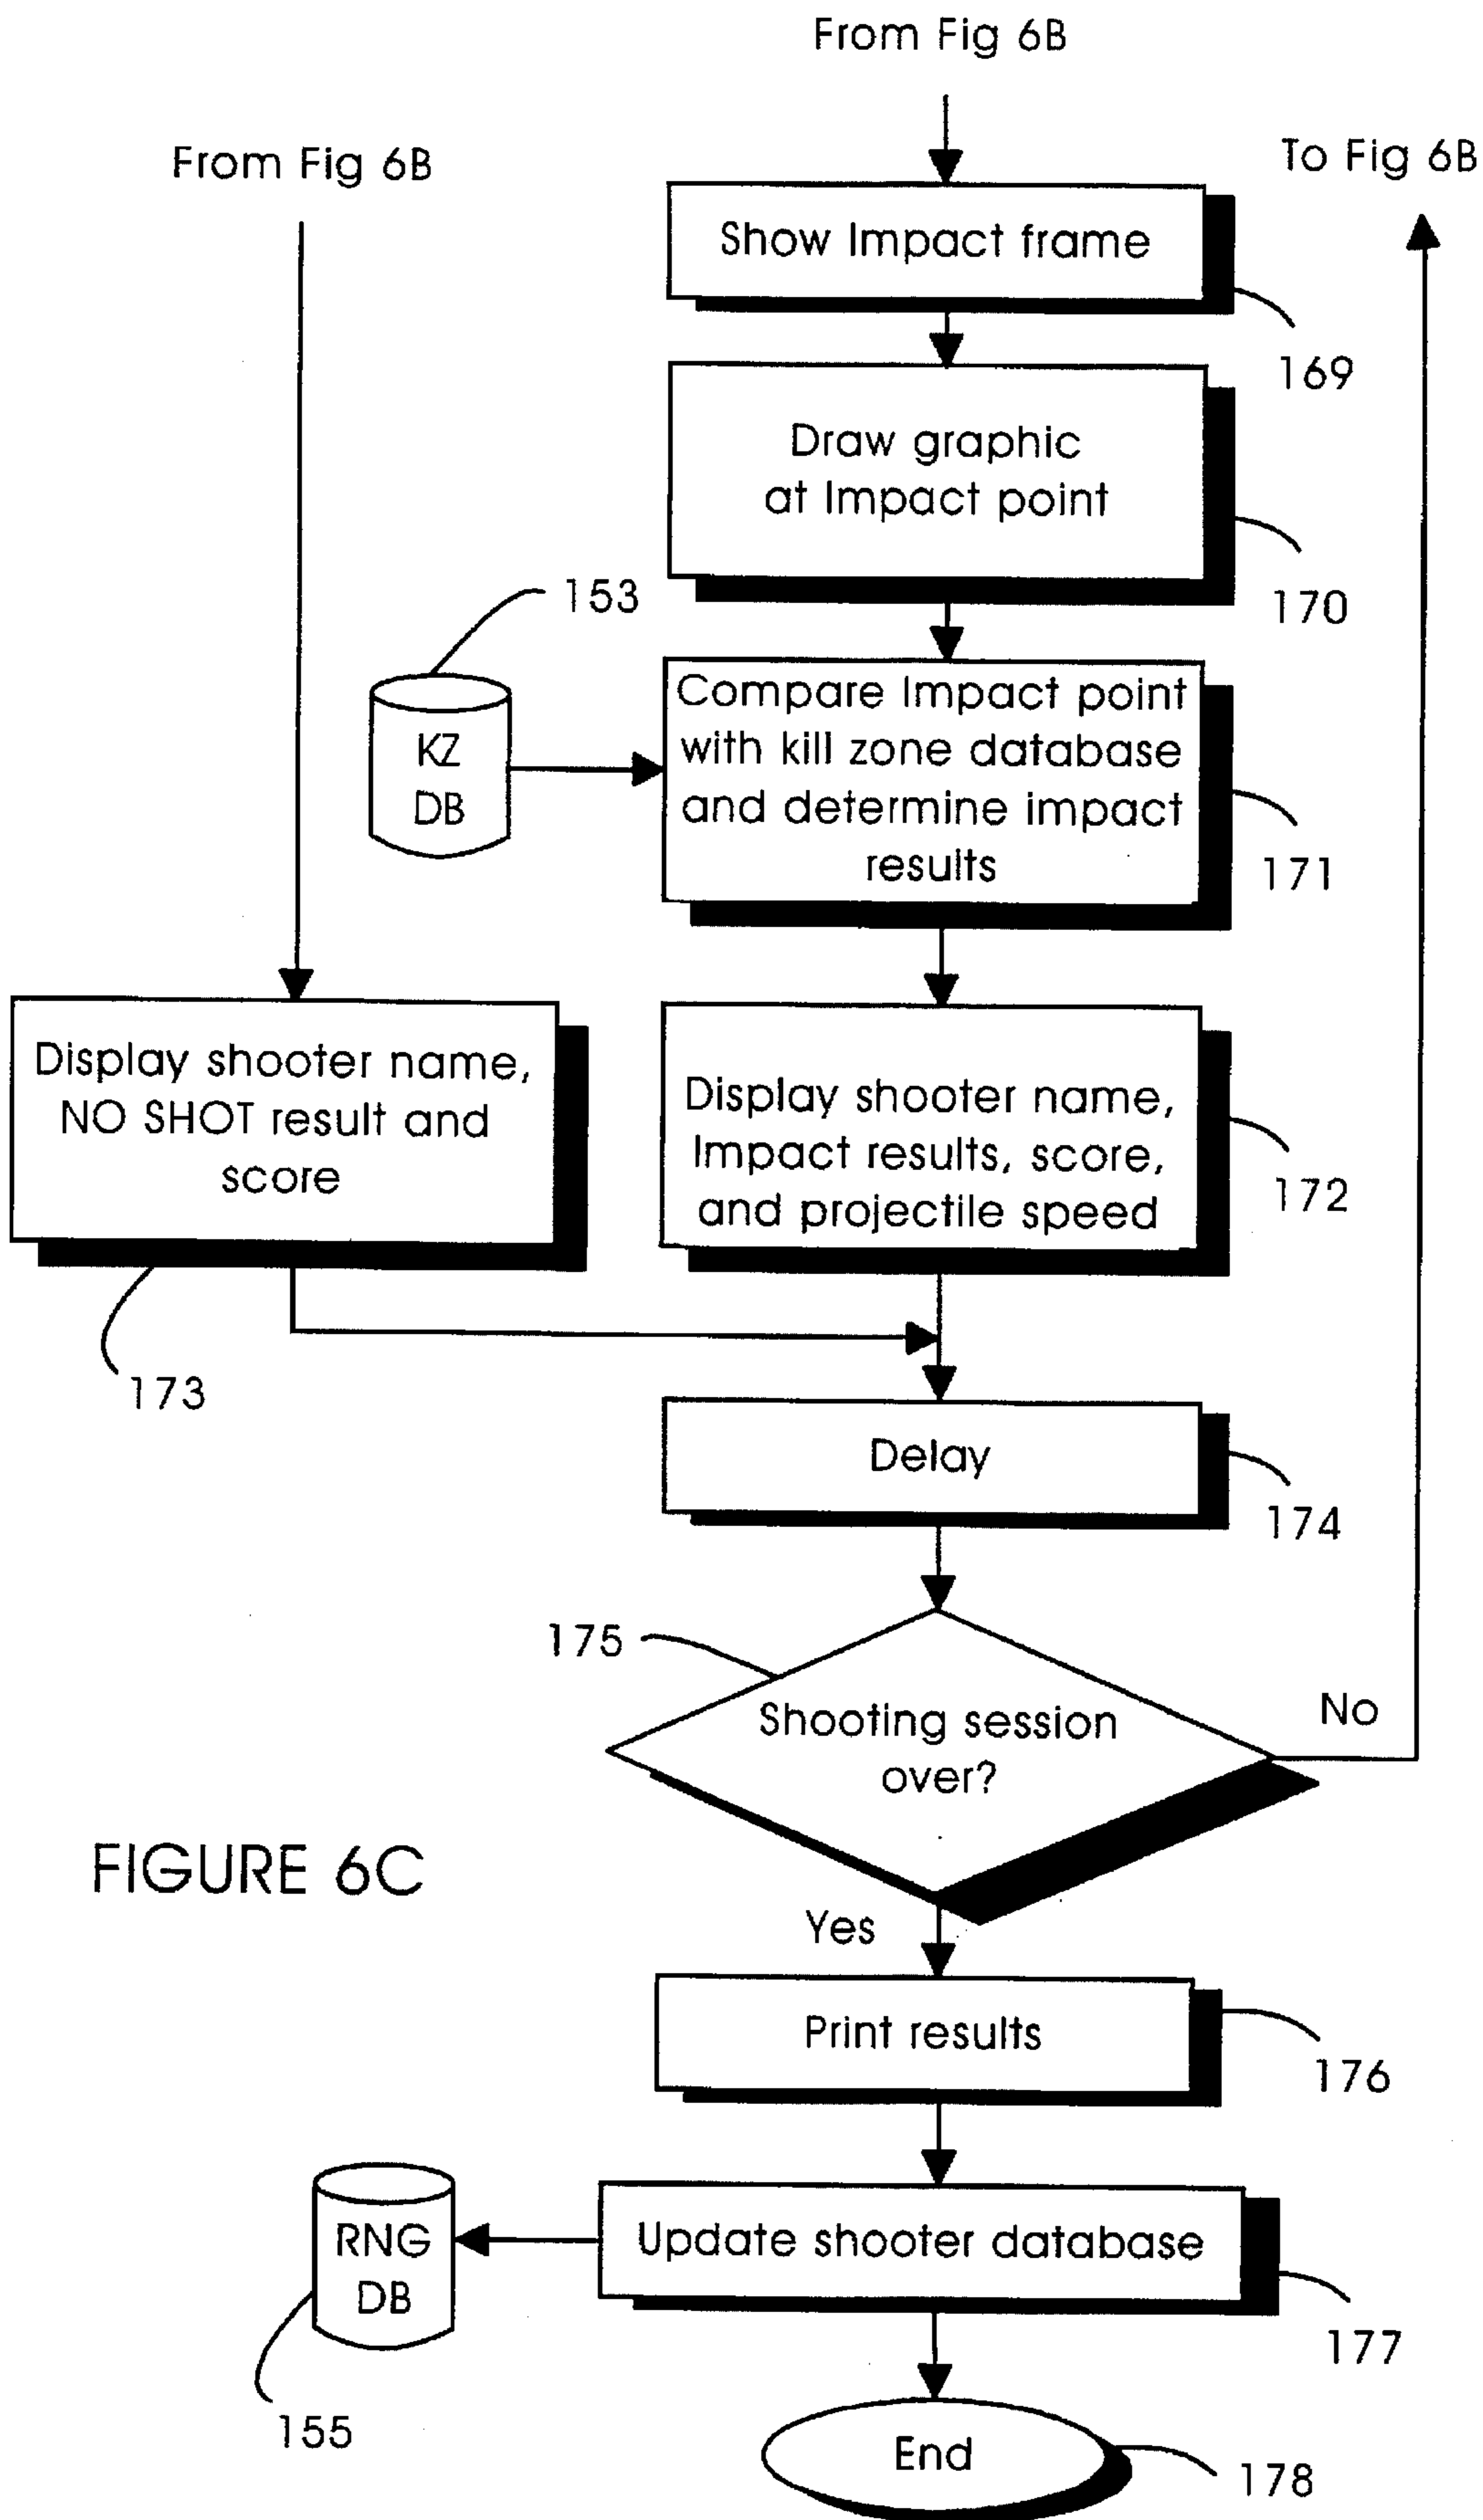 From Fig 6B
From Fig 6B
To Fig 6B
Show Impact frame
169
Draw graphic
at Impact point
170
153
KZ
DB
Compare Impact point
with kill zone database
and determine impact
results
171
Display shooter name,
NO SHOT result and
score
173
Display shooter name,
Impact results, score,
and projectile speed
172
Delay
174
175
Shooting session
over?
No
FIGURE 6C
Yes
Print results
176
RNG
DB
155
Update shooter database
177
End
178